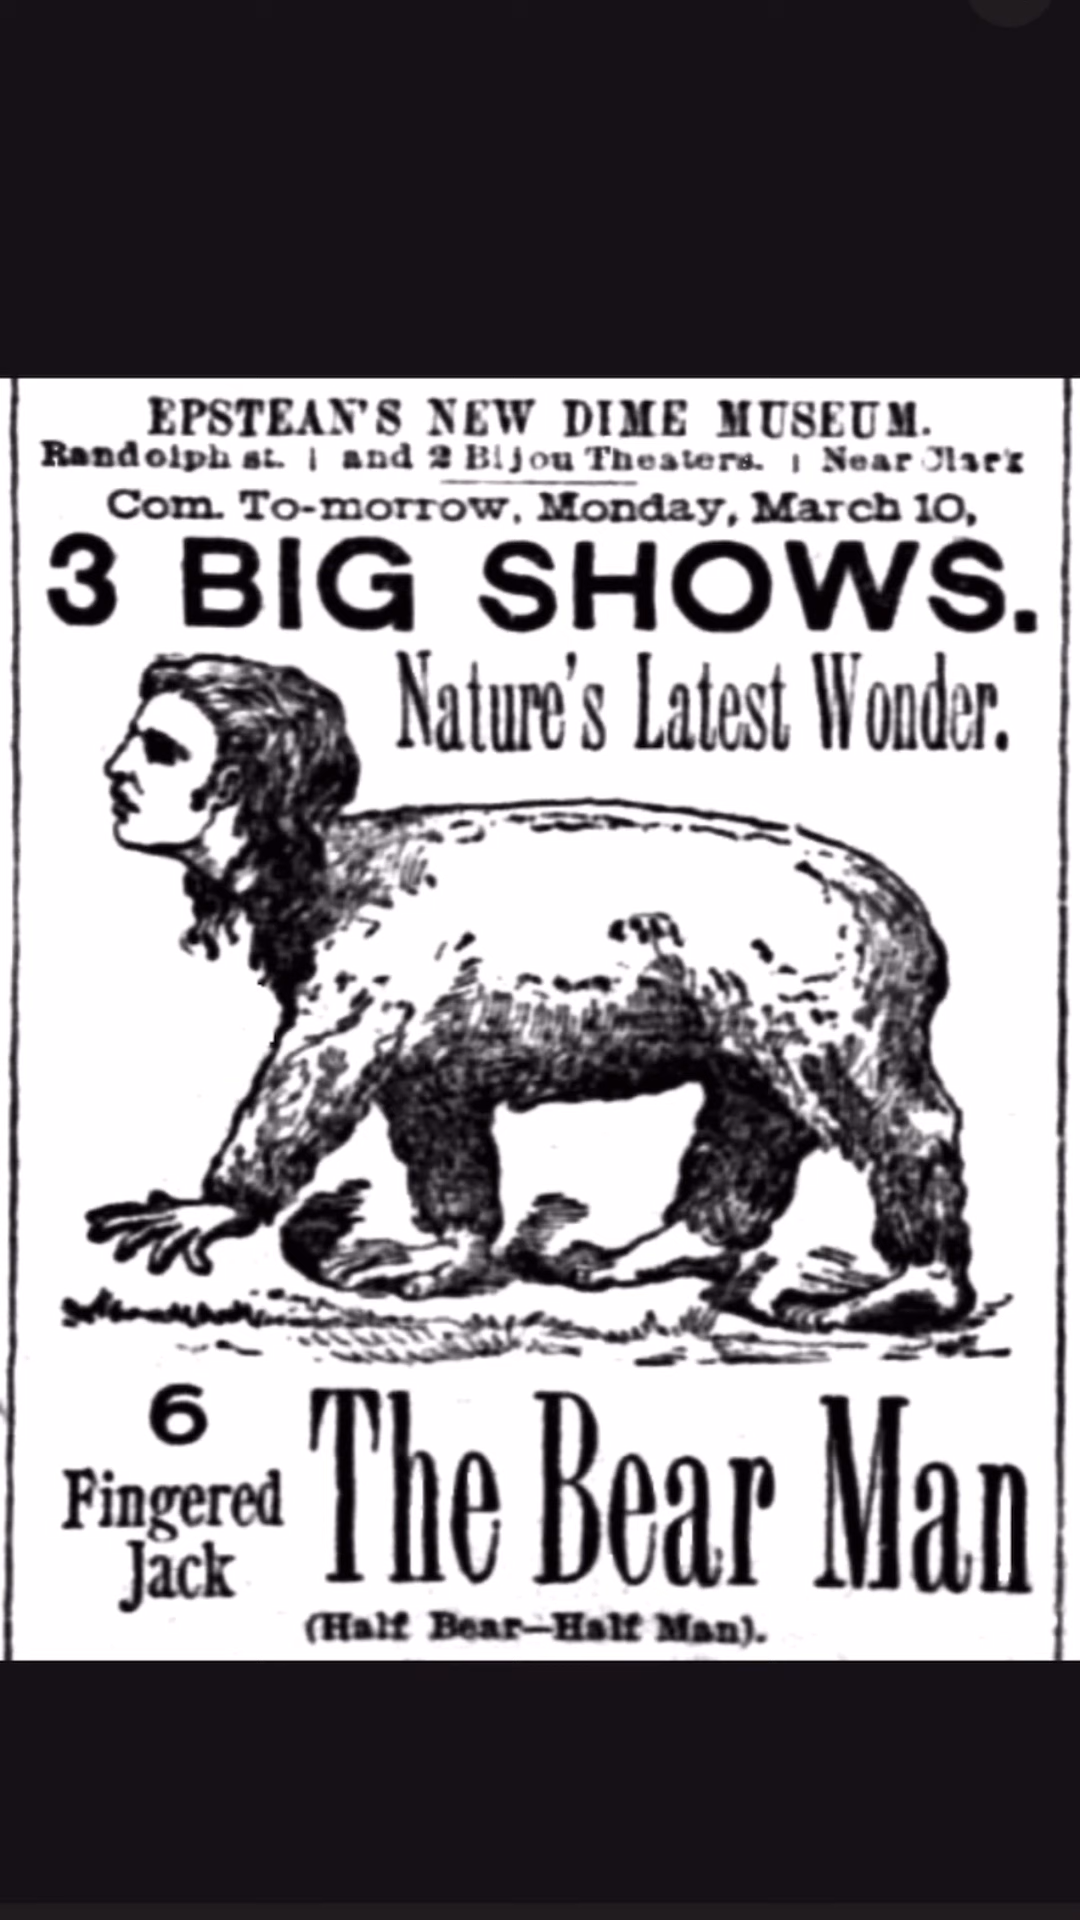 EPSTEAN'S NEW DIME MUSEUM.
Randolph st. | and 2 Bijou Theaters. | Near Clark
Com. To-morrow, Monday, March 10,
3 BIG SHOWS.
Nature's Latest Wonder.
6
Fingered
Jack
The Bear Man
(Half Bear—Half Man).